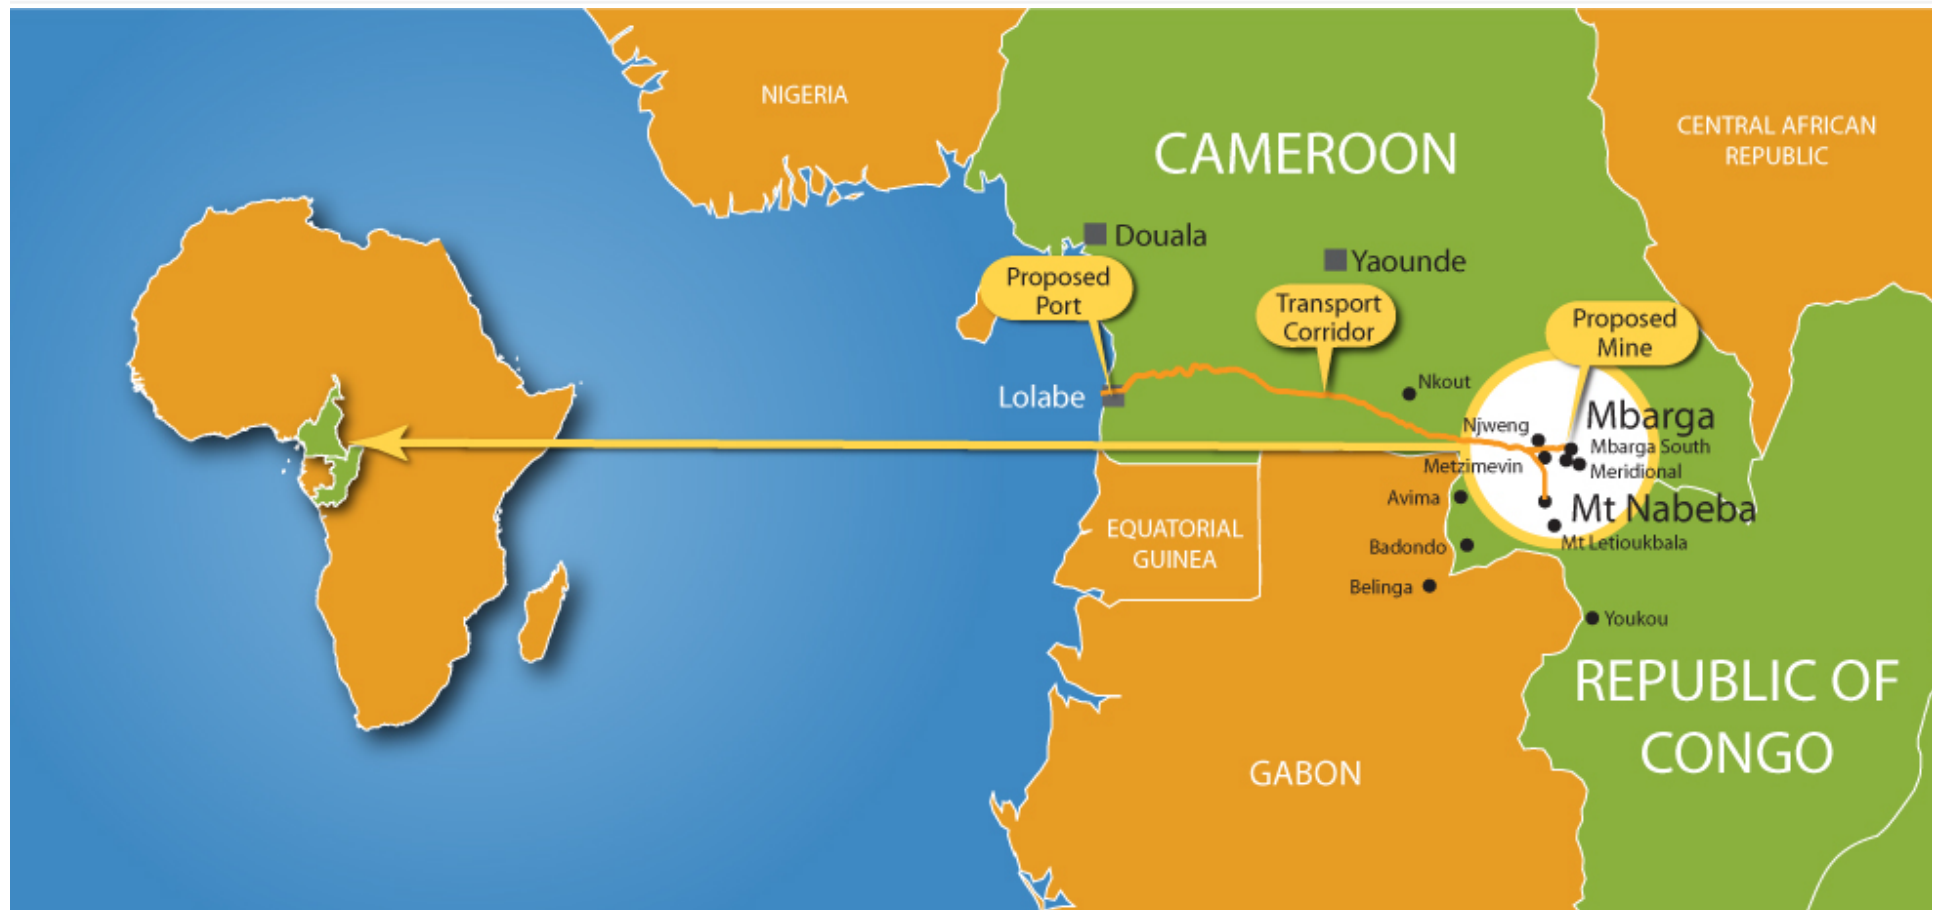 NIGERIA
CAMEROON
CENTRAL AFRICAN
REPUBLIC
Douala
Yaounde
Proposed
Port
Transport
Corridor
Proposed
Mine
Lolabe
Nkout
Njweng
Mbarga
Mbarga South
Metzimevin
Meridional
Avima
Mt Nabeba
EQUATORIAL
GUINEA
Badondo
Mt Letioukbala
Belinga
Youkou
REPUBLIC OF
CONGO
GABON